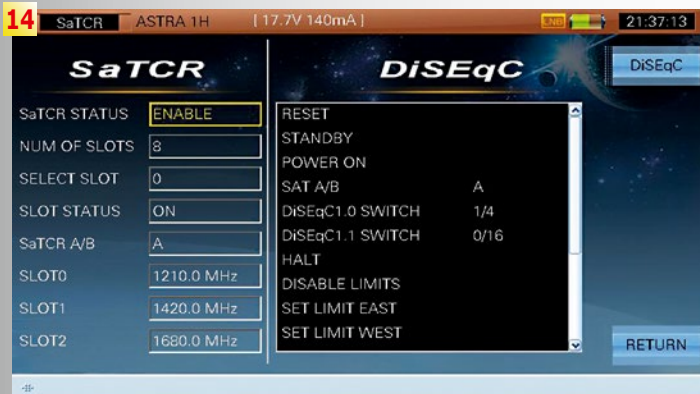 14 SaTCR ASTRA 1H [ 17.7V 140mA ] LNB 21:37:13
SaTCR DiSEqC DiSEqC
SaTCR STATUS ENABLE
NUM OF SLOTS 8
SELECT SLOT 0
SLOT STATUS ON
SaTCR A/B A
SLOT0 1210.0 MHz
SLOT1 1420.0 MHz
SLOT2 1680.0 MHz
RESET
STANDBY
POWER ON
SAT A/B A
DiSEqC1.0 SWITCH 1/4
DiSEqC1.1 SWITCH 0/16
HALT
DISABLE LIMITS
SET LIMIT EAST
SET LIMIT WEST
RETURN